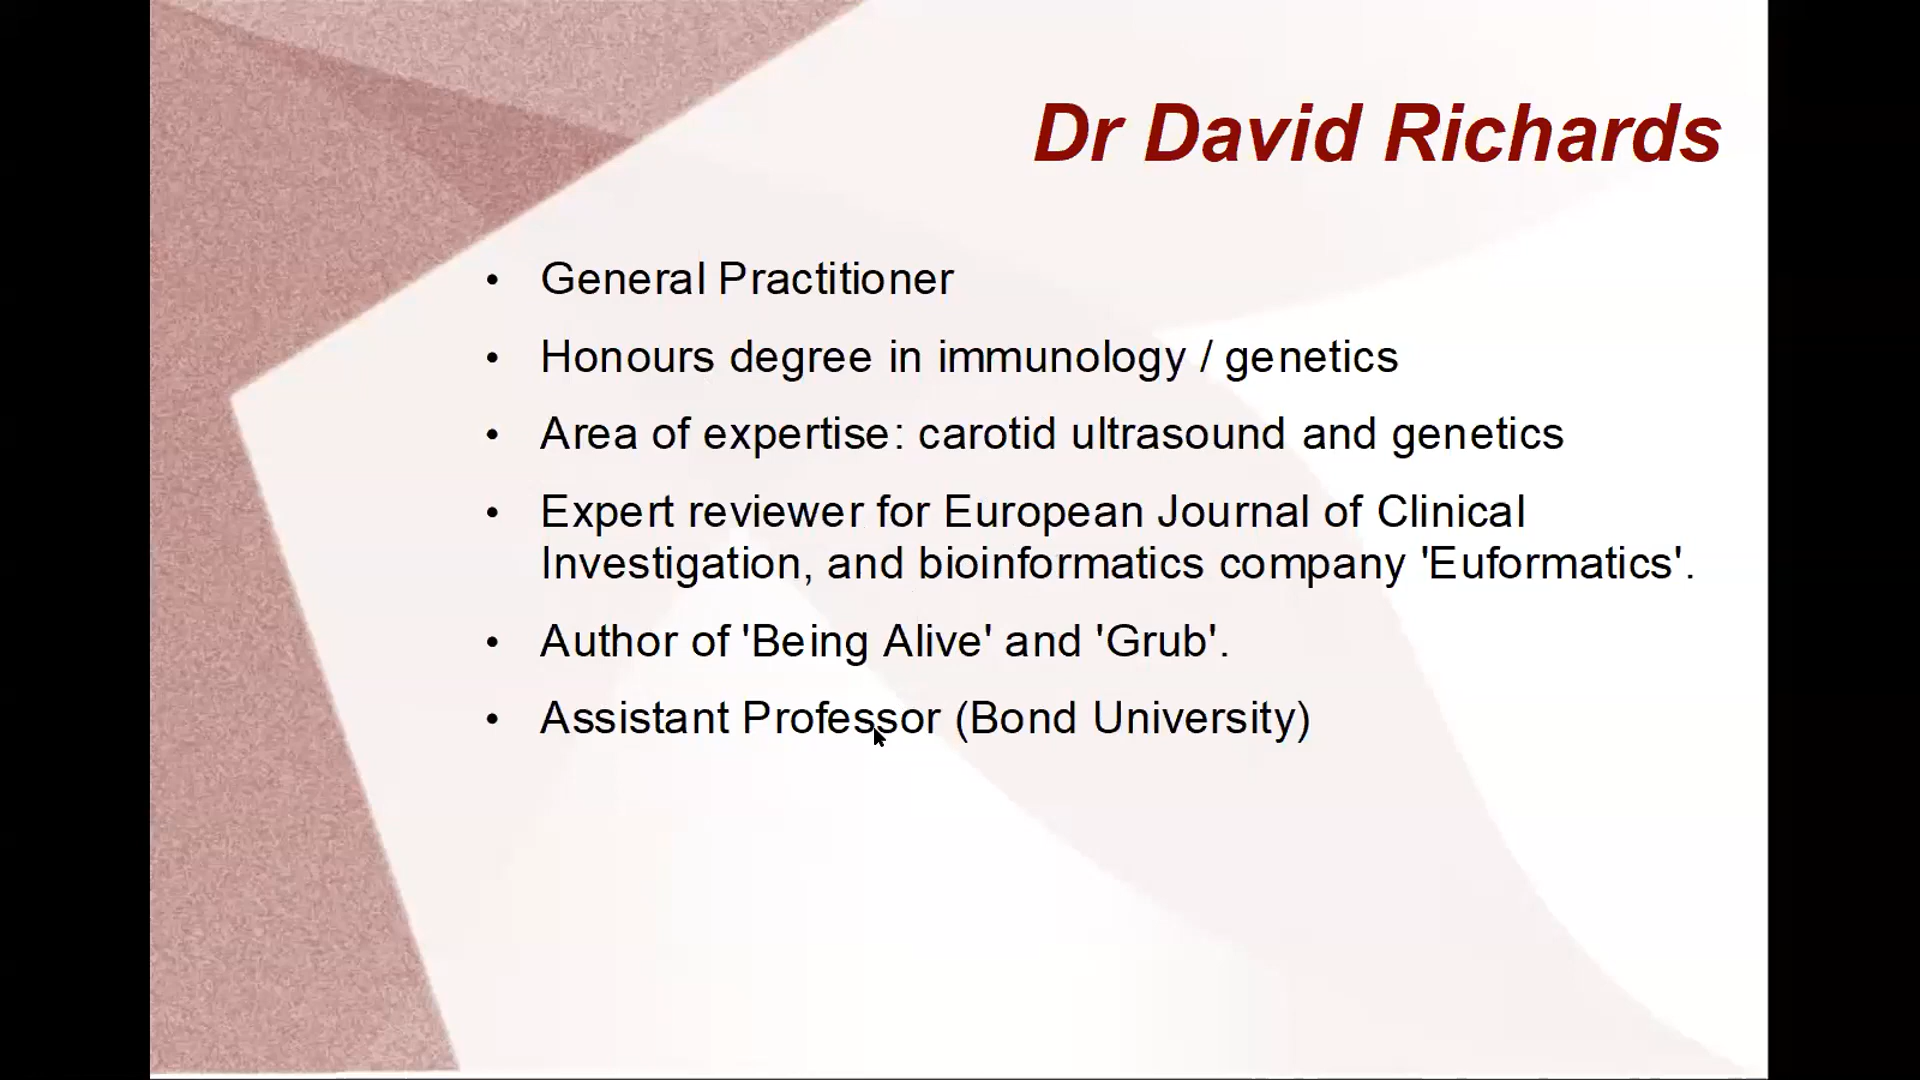 Dr David Richards
• General Practitioner
• Honours degree in immunology / genetics
• Area of expertise: carotid ultrasound and genetics
• Expert reviewer for European Journal of Clinical
Investigation, and bioinformatics company 'Euformatics'.
• Author of 'Being Alive' and 'Grub'.
• Assistant Professor (Bond University)